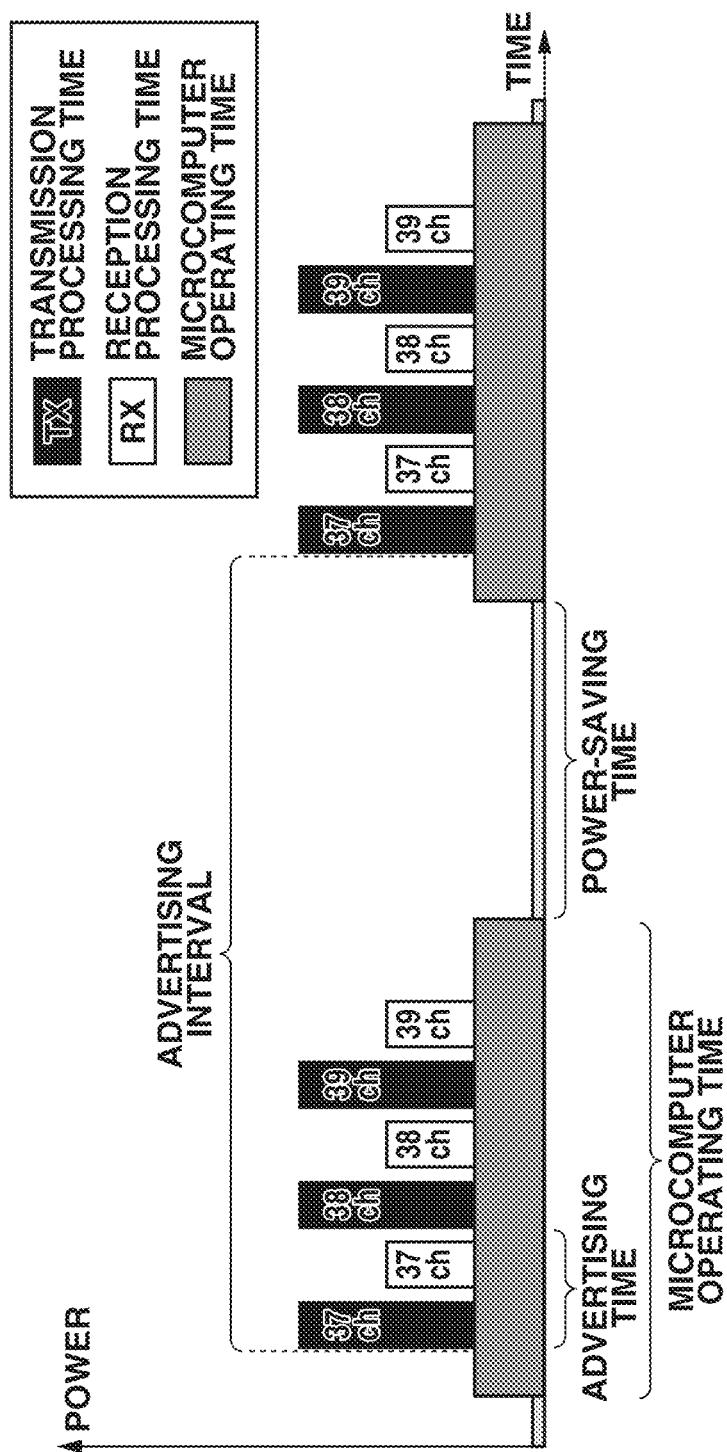 POWER
TX
TRANSMISSION
PROCESSING TIME
RX
RECEPTION
PROCESSING TIME
MICROCOMPUTER
OPERATING TIME
ADVERTISING
INTERVAL
37
ch
37
ch
38
ch
38
ch
39
ch
39
ch
37
ch
37
ch
38
ch
38
ch
39
ch
39
ch
TIME
ADVERTISING
TIME
POWER-SAVING
TIME
MICROCOMPUTER
OPERATING TIME